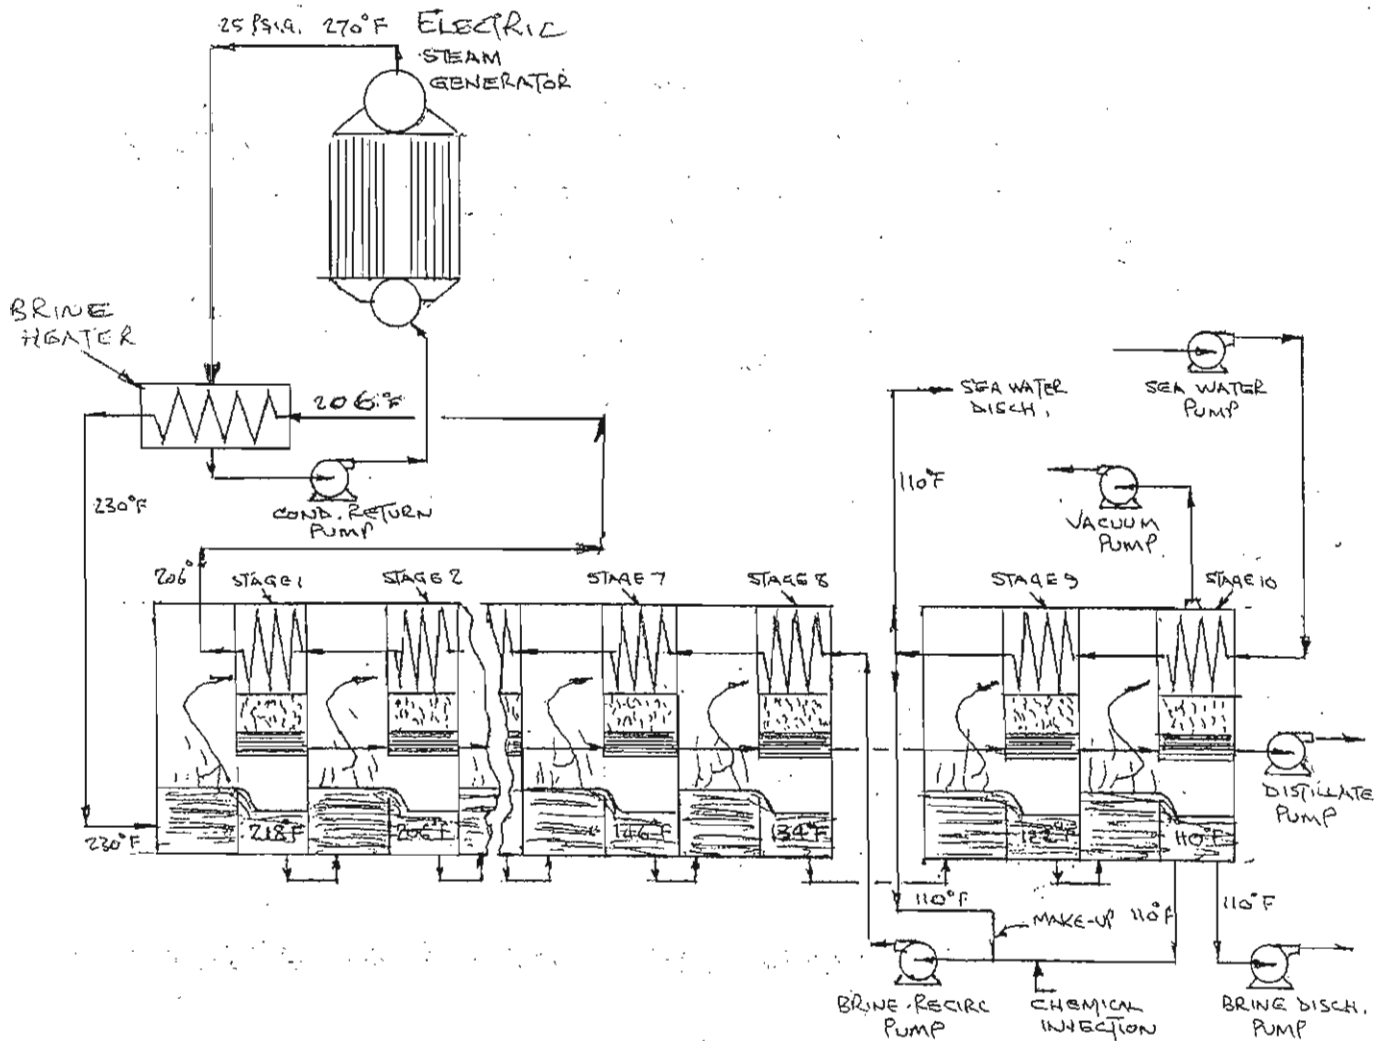 25 P.S.I.G. 270°F ELECTRIC
STEAM
GENERATOR
BRINE
HEATER
206°F
SEA WATER
DISCH.
SEA WATER
PUMP
230°F
110°F
COND. RETURN
PUMP
VACUUM
PUMP
206°
STAGE 1
STAGE 2
STAGE 7
STAGE 8
STAGE 9
STAGE 10
DISTILLATE
PUMP
230°F
218°F
206°F
146°F
134°F
122°F
110°F
110°F
MAKE-UP
110°F
110°F
BRINE RECIRC
PUMP
CHEMICAL
INJECTION
BRINE DISCH.
PUMP